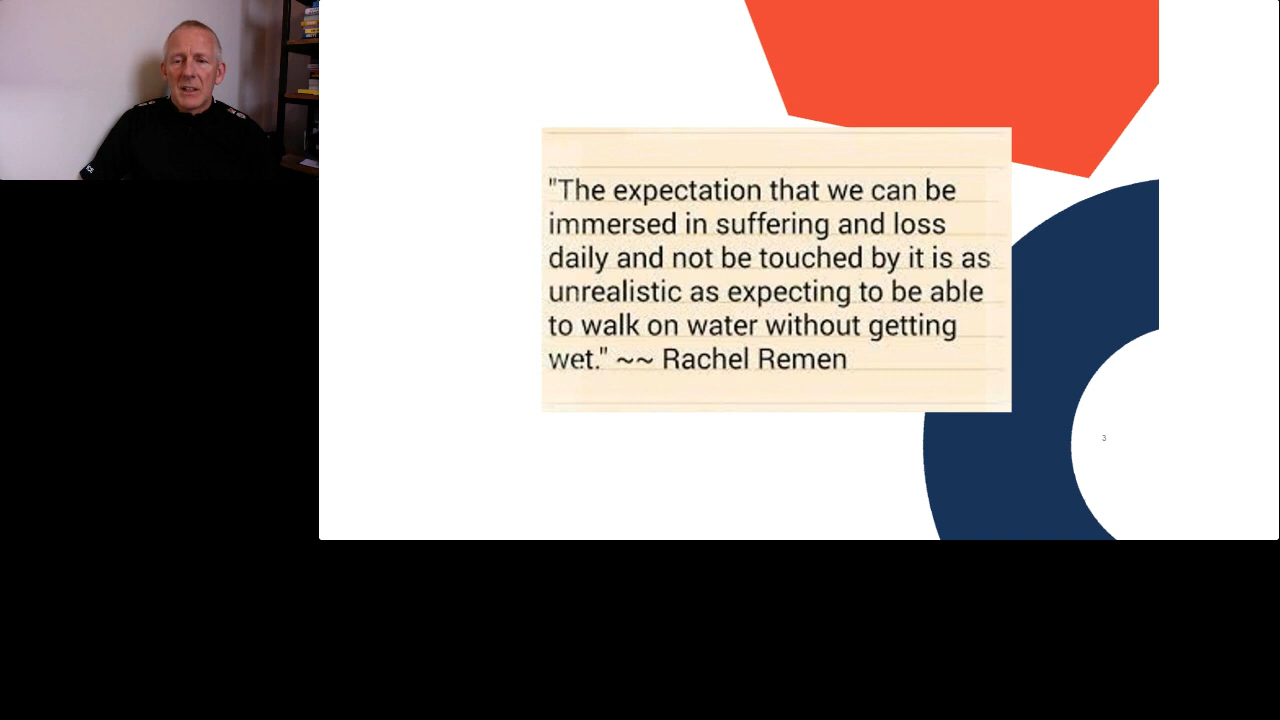 "The expectation that we can be
immersed in suffering and loss
daily and not be touched by it is as
unrealistic as expecting to be able
to walk on water without getting
wet." ~~ Rachel Remen
3